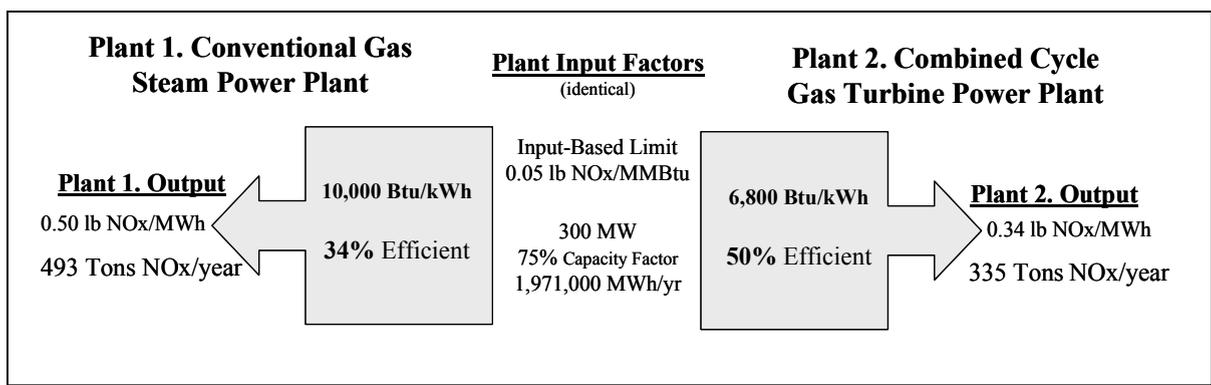 Plant 1. Conventional Gas
Steam Power Plant
Plant 1. Output
0.50 lb NOx/MWh
493 Tons NOx/year
10,000 Btu/kWh
34% Efficient
Plant Input Factors
(identical)
Input-Based Limit
0.05 lb NOx/MMBtu
300 MW
75% Capacity Factor
1,971,000 MWh/yr
Plant 2. Combined Cycle
Gas Turbine Power Plant
6,800 Btu/kWh
50% Efficient
Plant 2. Output
0.34 lb NOx/MWh
335 Tons NOx/year